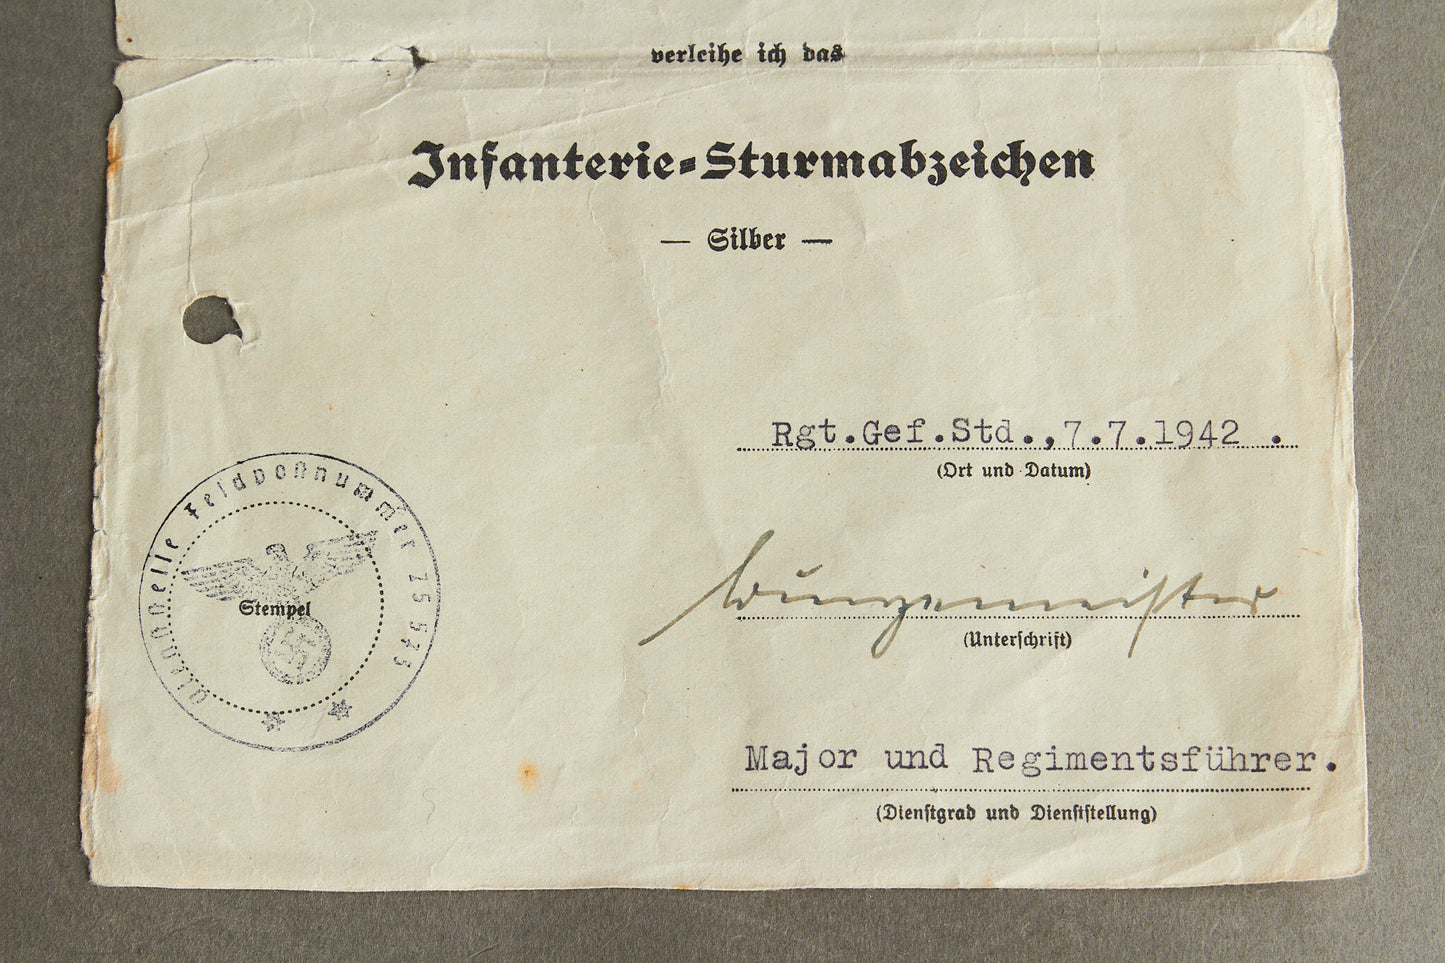 verleihe ich das
Infanterie=Sturmabzeichen
— Silber —
Rgt.Gef.Std.,7.7.1942 .
(Ort und Datum)
Dienststelle Feldpostnummer
Stempel
(Unterschrift)
Major und Regimentsführer.
(Dienstgrad und Dienststellung)